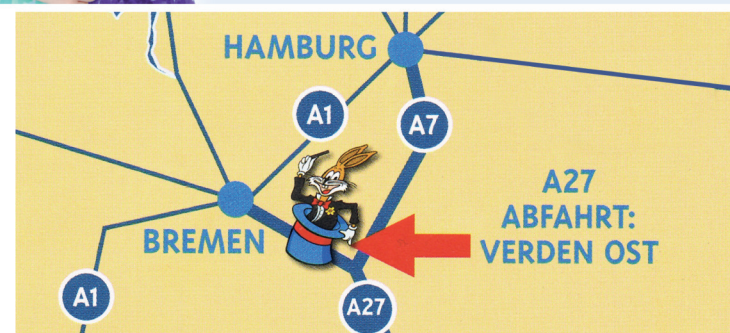 HAMBURG
A1
A7
A27
ABFAHRT:
VERDEN OST
BREMEN
A1
A27